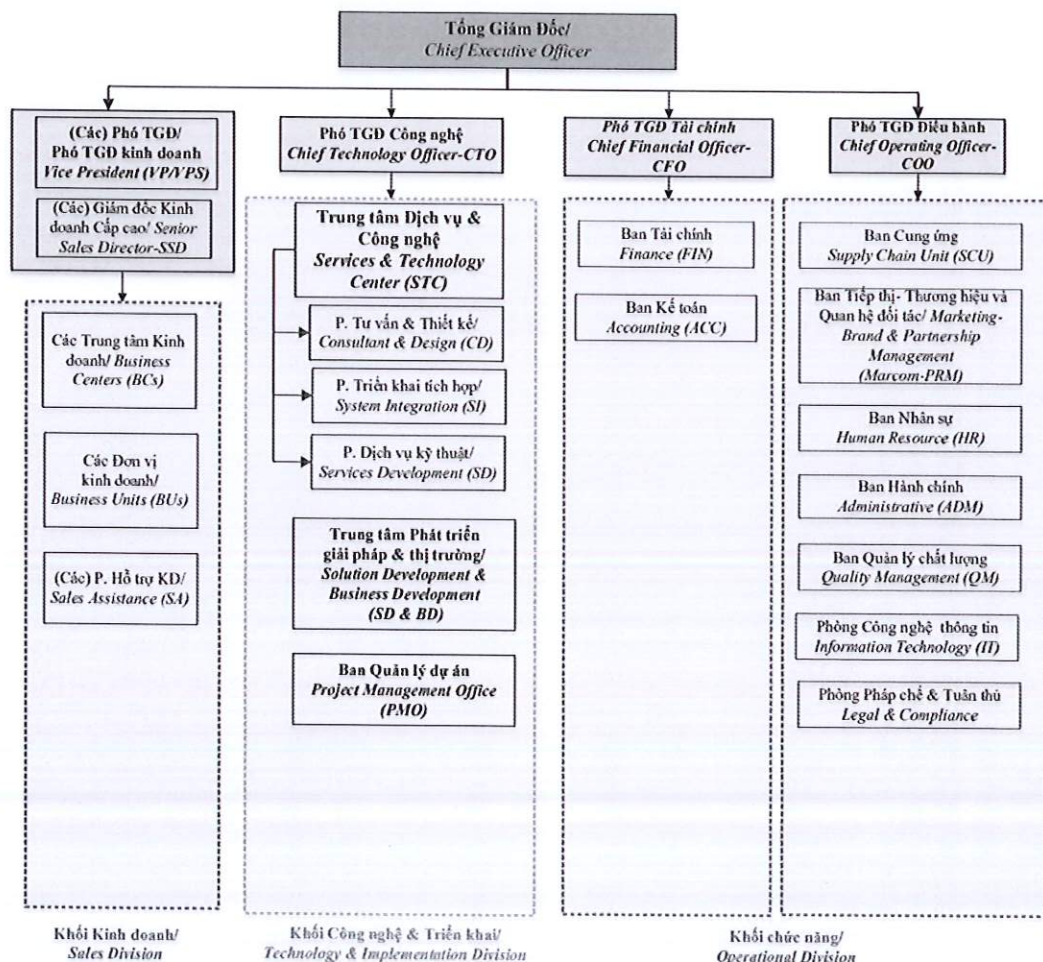 Tổng Giám Đốc/
Chief Executive Officer
(Các) Phó TGĐ/
Phó TGĐ kinh doanh
Vice President (VP/VPS)
(Các) Giám đốc Kinh
doanh Cấp cao/ Senior
Sales Director-SSD
Các Trung tâm Kinh
doanh/ Business
Centers (BCs)
Các Đơn vị
kinh doanh/
Business Units (BUs)
(Các) P. Hỗ trợ KD/
Sales Assistance (SA)
Khối Kinh doanh/
Sales Division
Phó TGĐ Công nghệ
Chief Technology Officer-CTO
Trung tâm Dịch vụ &
Công nghệ
Services & Technology
Center (STC)
P. Tư vấn & Thiết kế/
Consultant & Design (CD)
P. Triển khai tích hợp/
System Integration (SI)
P. Dịch vụ kỹ thuật/
Services Development (SD)
Trung tâm Phát triển
giải pháp & thị trường/
Solution Development &
Business Development
(SD & BD)
Ban Quản lý dự án
Project Management Office
(PMO)
Khối Công nghệ & Triển khai/
Technology & Implementation Division
Phó TGĐ Tài chính
Chief Financial Officer-
CFO
Ban Tài chính
Finance (FIN)
Ban Kế toán
Accounting (ACC)
Phó TGĐ Điều hành
Chief Operating Officer-
COO
Ban Cung ứng
Supply Chain Unit (SCU)
Ban Tiếp thị- Thương hiệu và
Quan hệ đối tác/ Marketing-
Brand & Partnership
Management
(Marcom-PRM)
Ban Nhân sự
Human Resource (HR)
Ban Hành chính
Administrative (ADM)
Ban Quản lý chất lượng
Quality Management (QM)
Phòng Công nghệ thông tin
Information Technology (IT)
Phòng Pháp chế & Tuân thủ
Legal & Compliance
Khối chức năng/
Operational Division